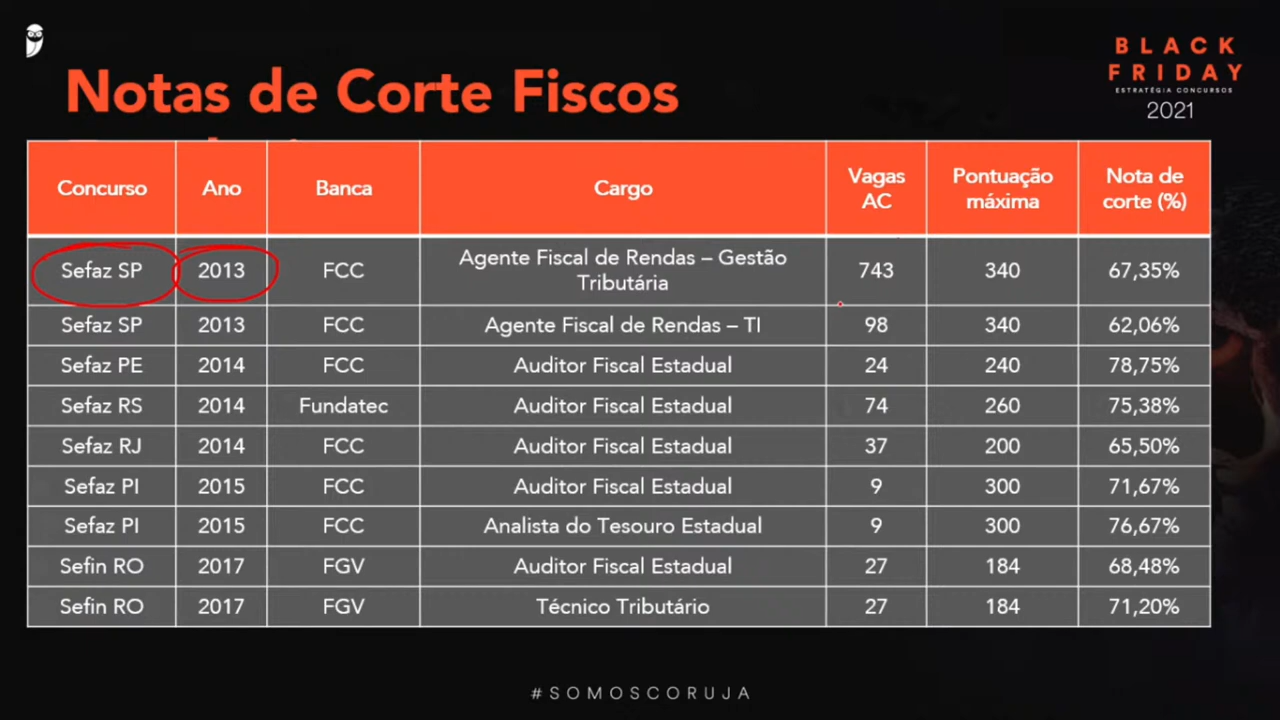 BLACK
FRIDAY
ESTRATÉGIA CONCURSOS
2021
Notas de Corte Fiscos
Concurso Ano Banca Cargo Vagas AC Pontuação máxima Nota de corte (%)
Sefaz SP 2013 FCC Agente Fiscal de Rendas – Gestão Tributária 743 340 67,35%
Sefaz SP 2013 FCC Agente Fiscal de Rendas – TI 98 340 62,06%
Sefaz PE 2014 FCC Auditor Fiscal Estadual 24 240 78,75%
Sefaz RS 2014 Fundatec Auditor Fiscal Estadual 74 260 75,38%
Sefaz RJ 2014 FCC Auditor Fiscal Estadual 37 200 65,50%
Sefaz PI 2015 FCC Auditor Fiscal Estadual 9 300 71,67%
Sefaz PI 2015 FCC Analista do Tesouro Estadual 9 300 76,67%
Sefin RO 2017 FGV Auditor Fiscal Estadual 27 184 68,48%
Sefin RO 2017 FGV Técnico Tributário 27 184 71,20%
#SOMOSCORUJA